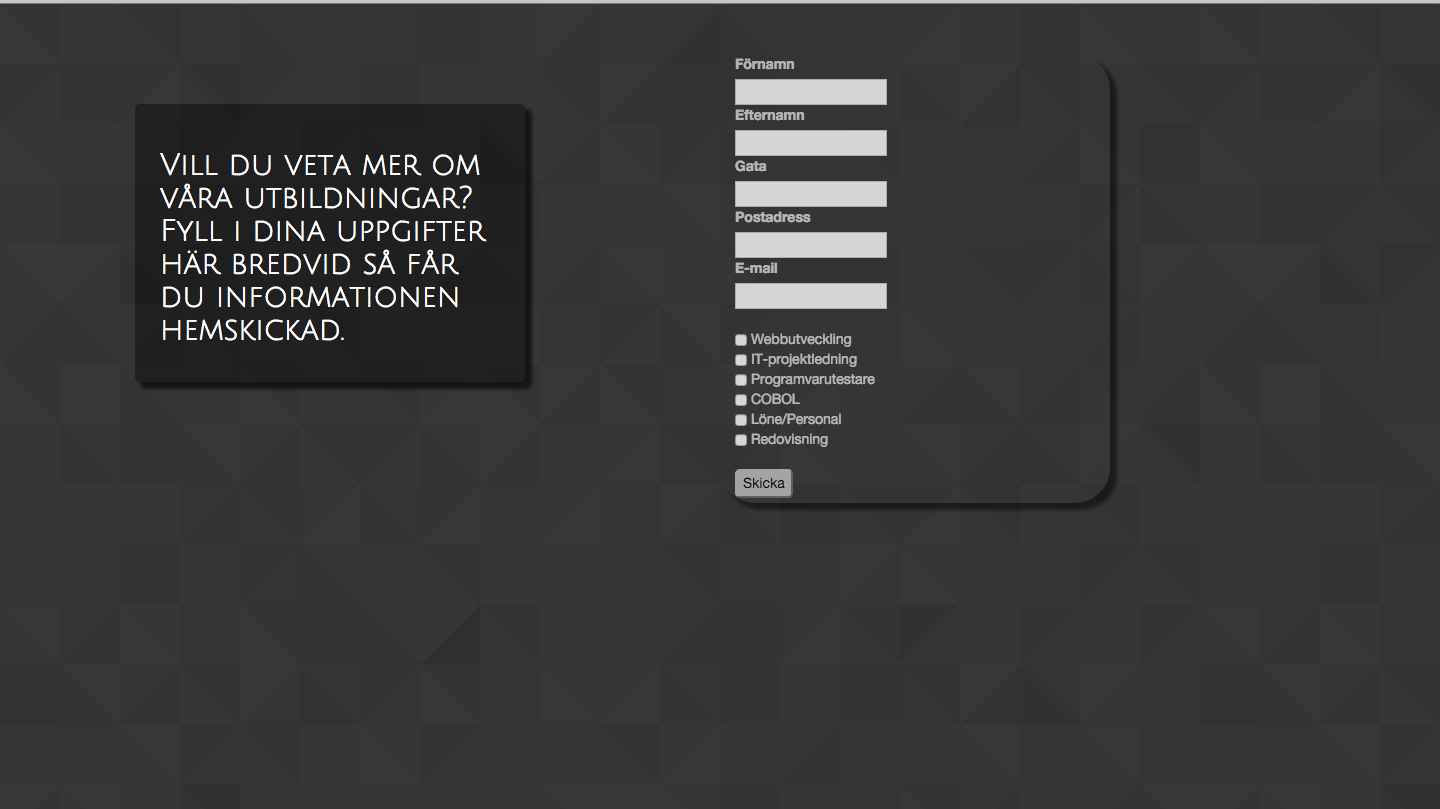 Vill du veta mer om
våra utbildningar?
Fyll i dina uppgifter
här bredvid så får
du informationen
hemskickad.
Förnamn
Efternamn
Gata
Postadress
E-mail
Webbutveckling
IT-projektledning
Programvarutestare
COBOL
Löne/Personal
Redovisning
Skicka